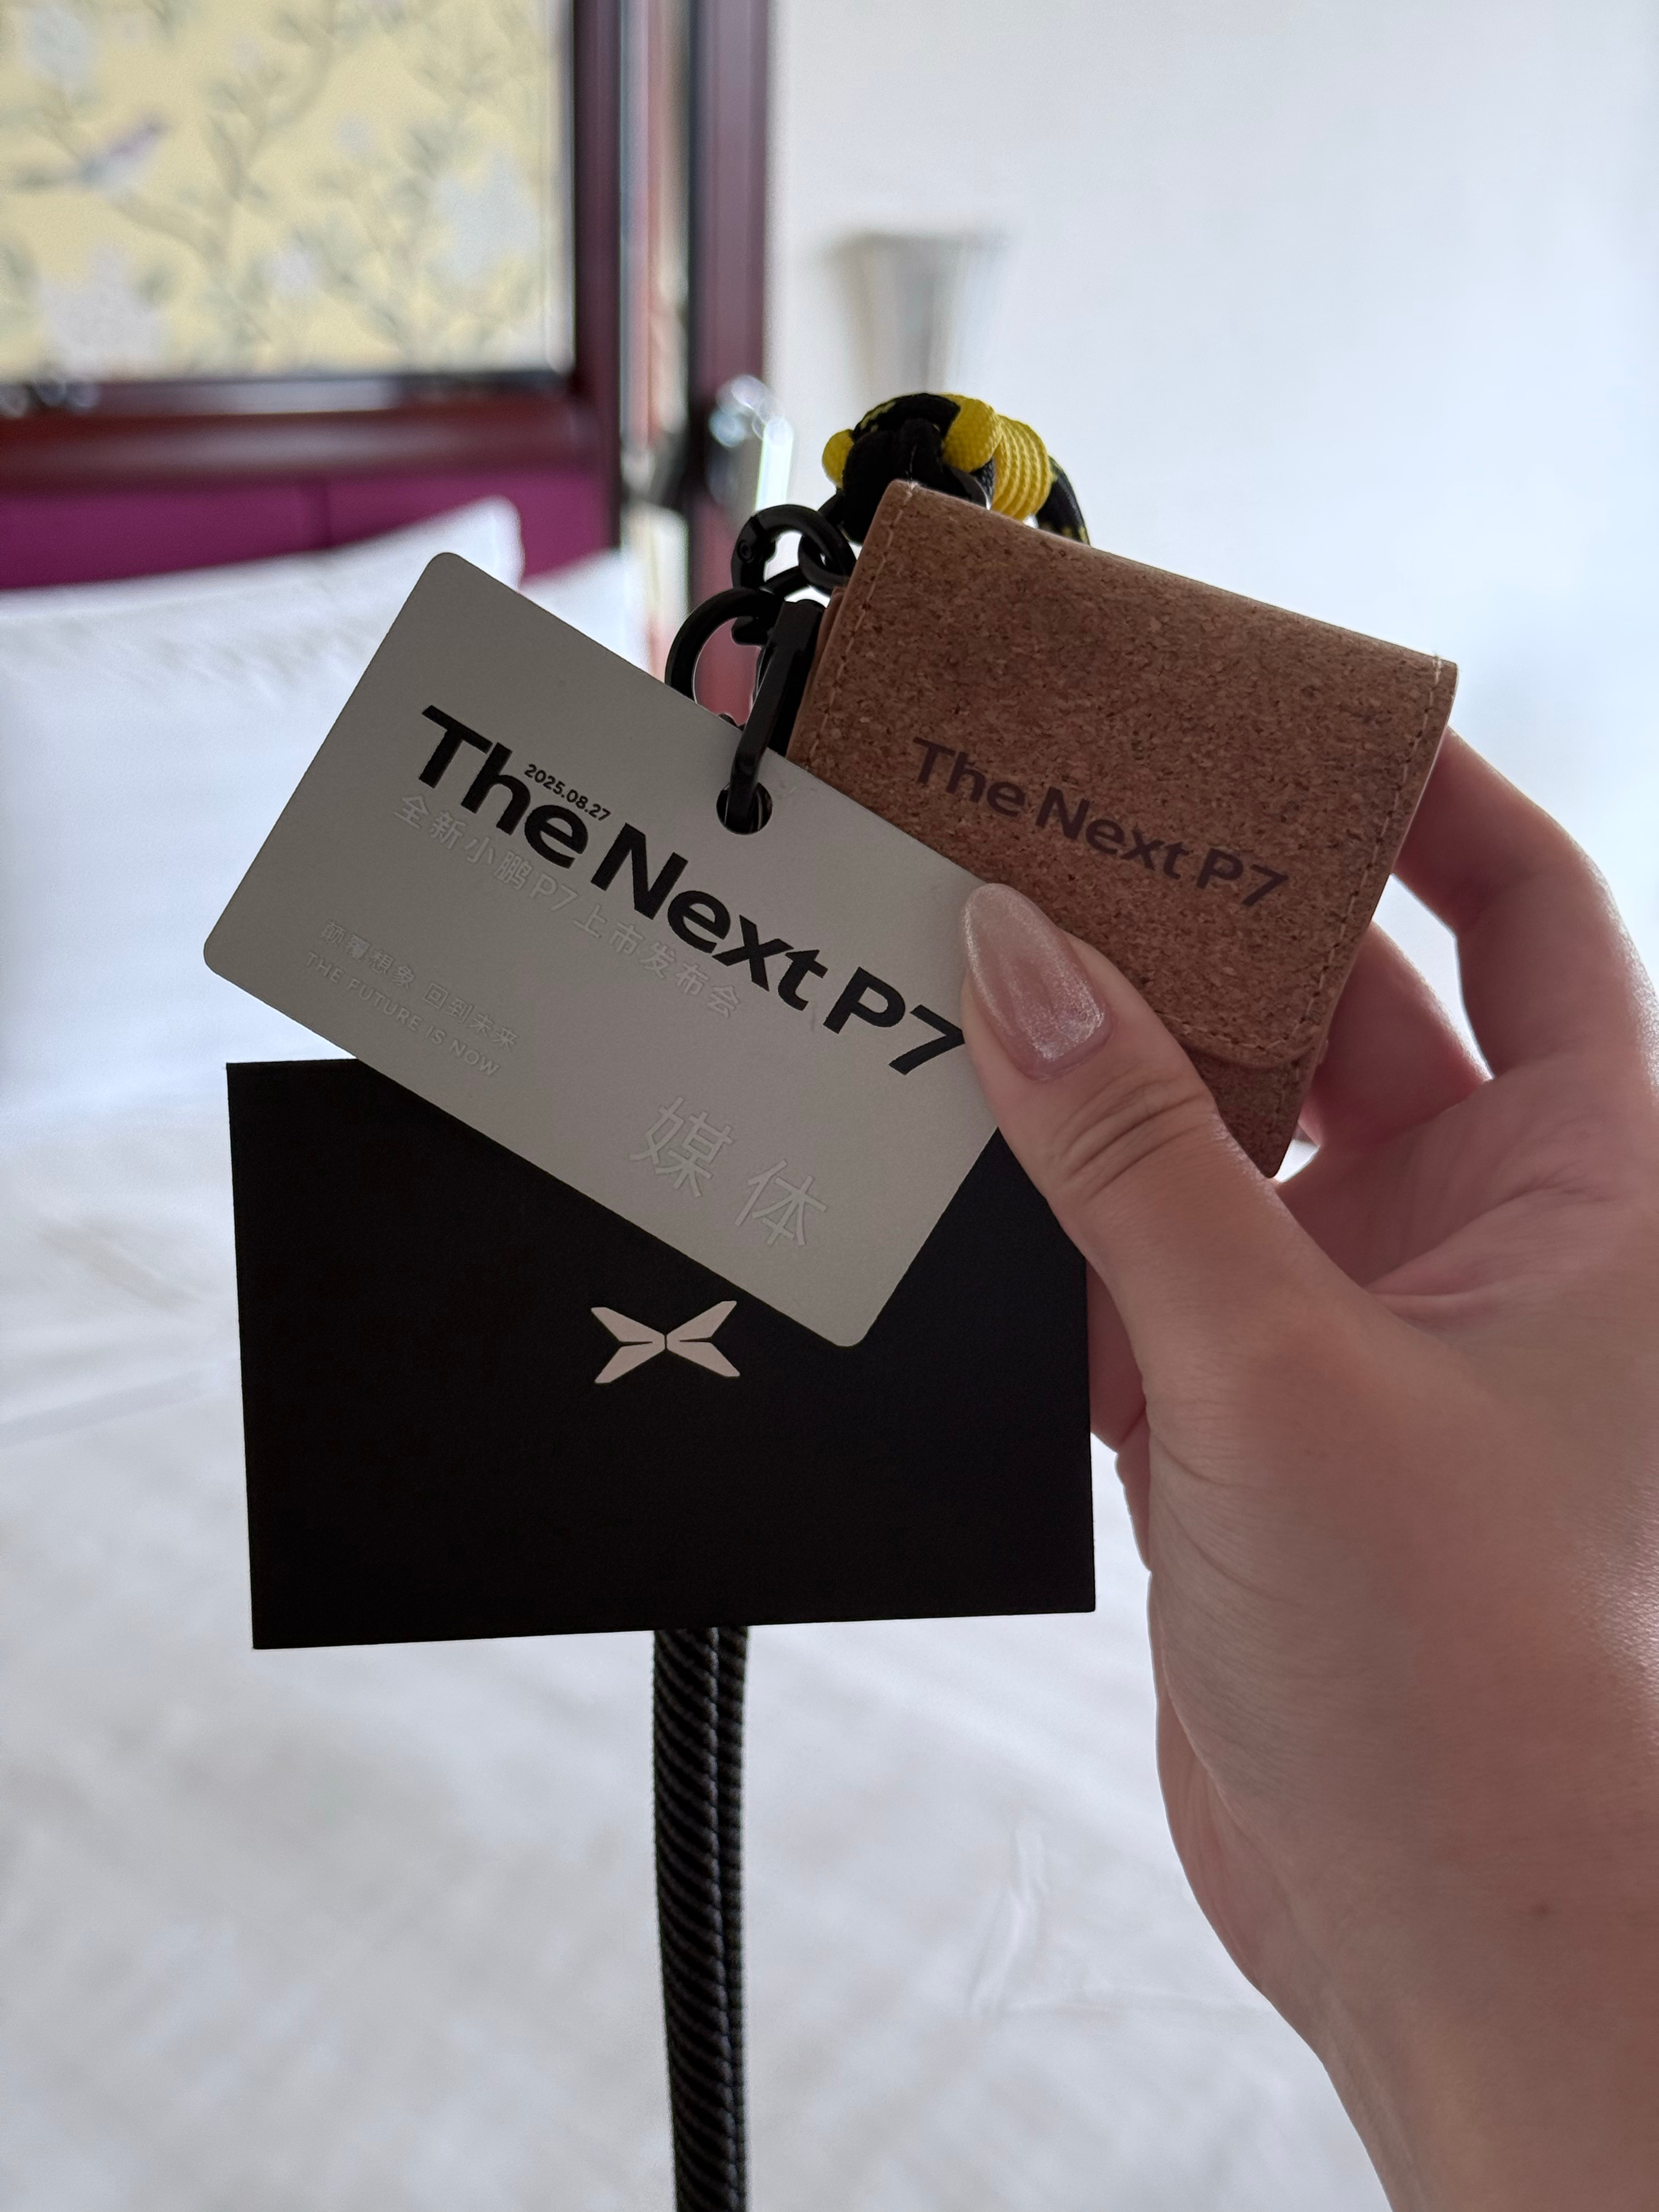 2025.08.27
The Next P7
全新小鹏P7上市发布会
颠覆想象 回到未来
THE FUTURE IS NOW
媒体
The Next P7